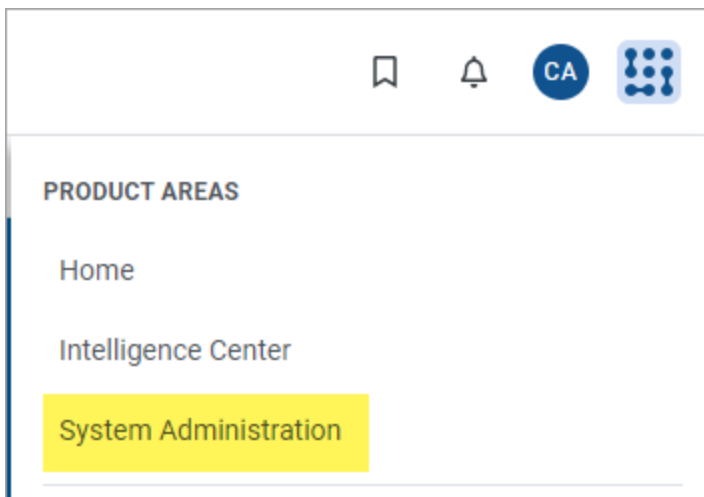 CA
PRODUCT AREAS
Home
Intelligence Center
System Administration